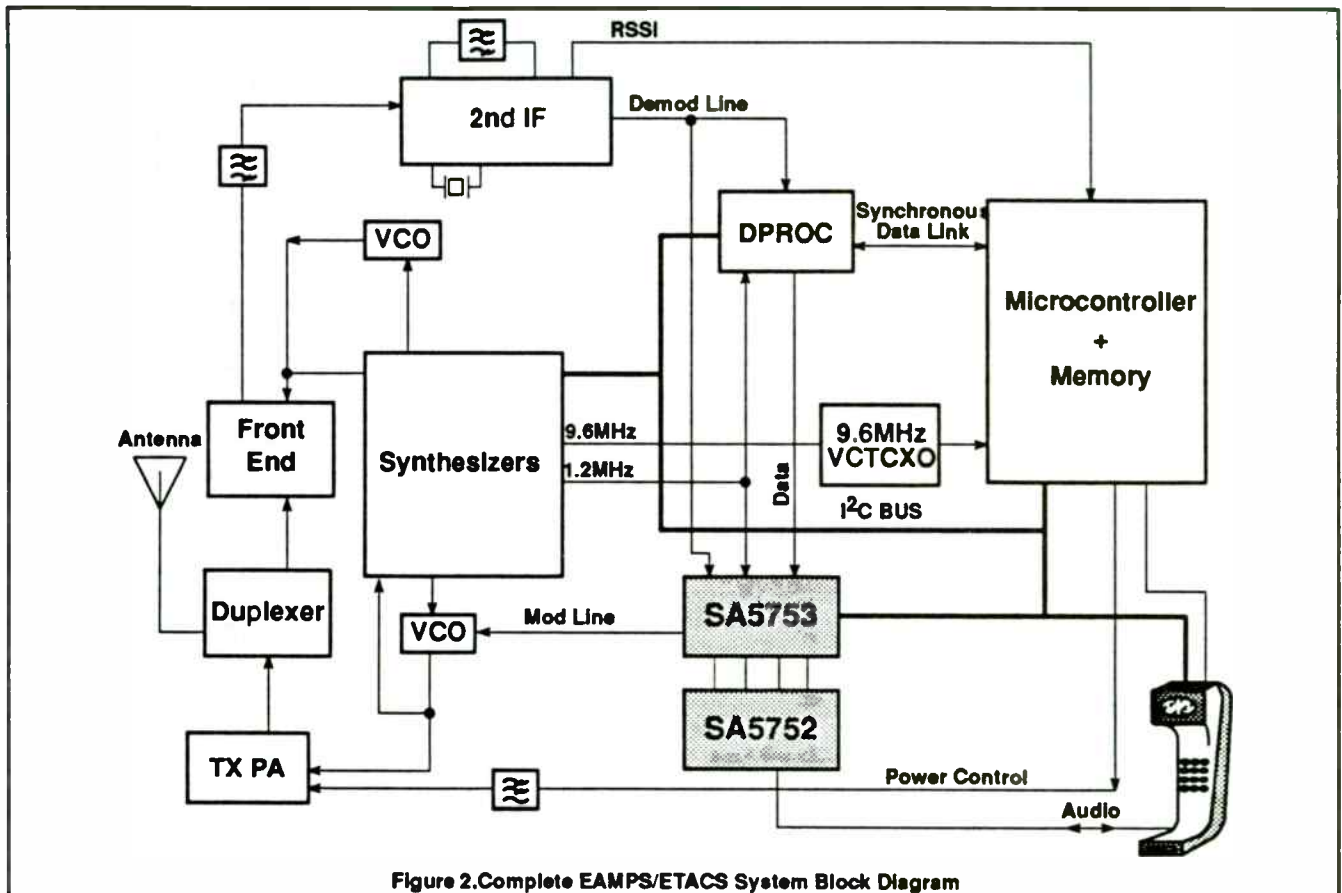 RSSI
2nd IF
Demod Line
DPROC
Synchronous
Data Link
VCO
Microcontroller
+
Memory
Antenna
Front
End
Synthesizers
9.6MHz
1.2MHz
9.6MHz
VCTCXO
Data
I²C BUS
Duplexer
SA5753
VCO
Mod Line
SA5752
TX PA
Power Control
Audio
Figure 2.Complete EAMPS/ETACS System Block Diagram